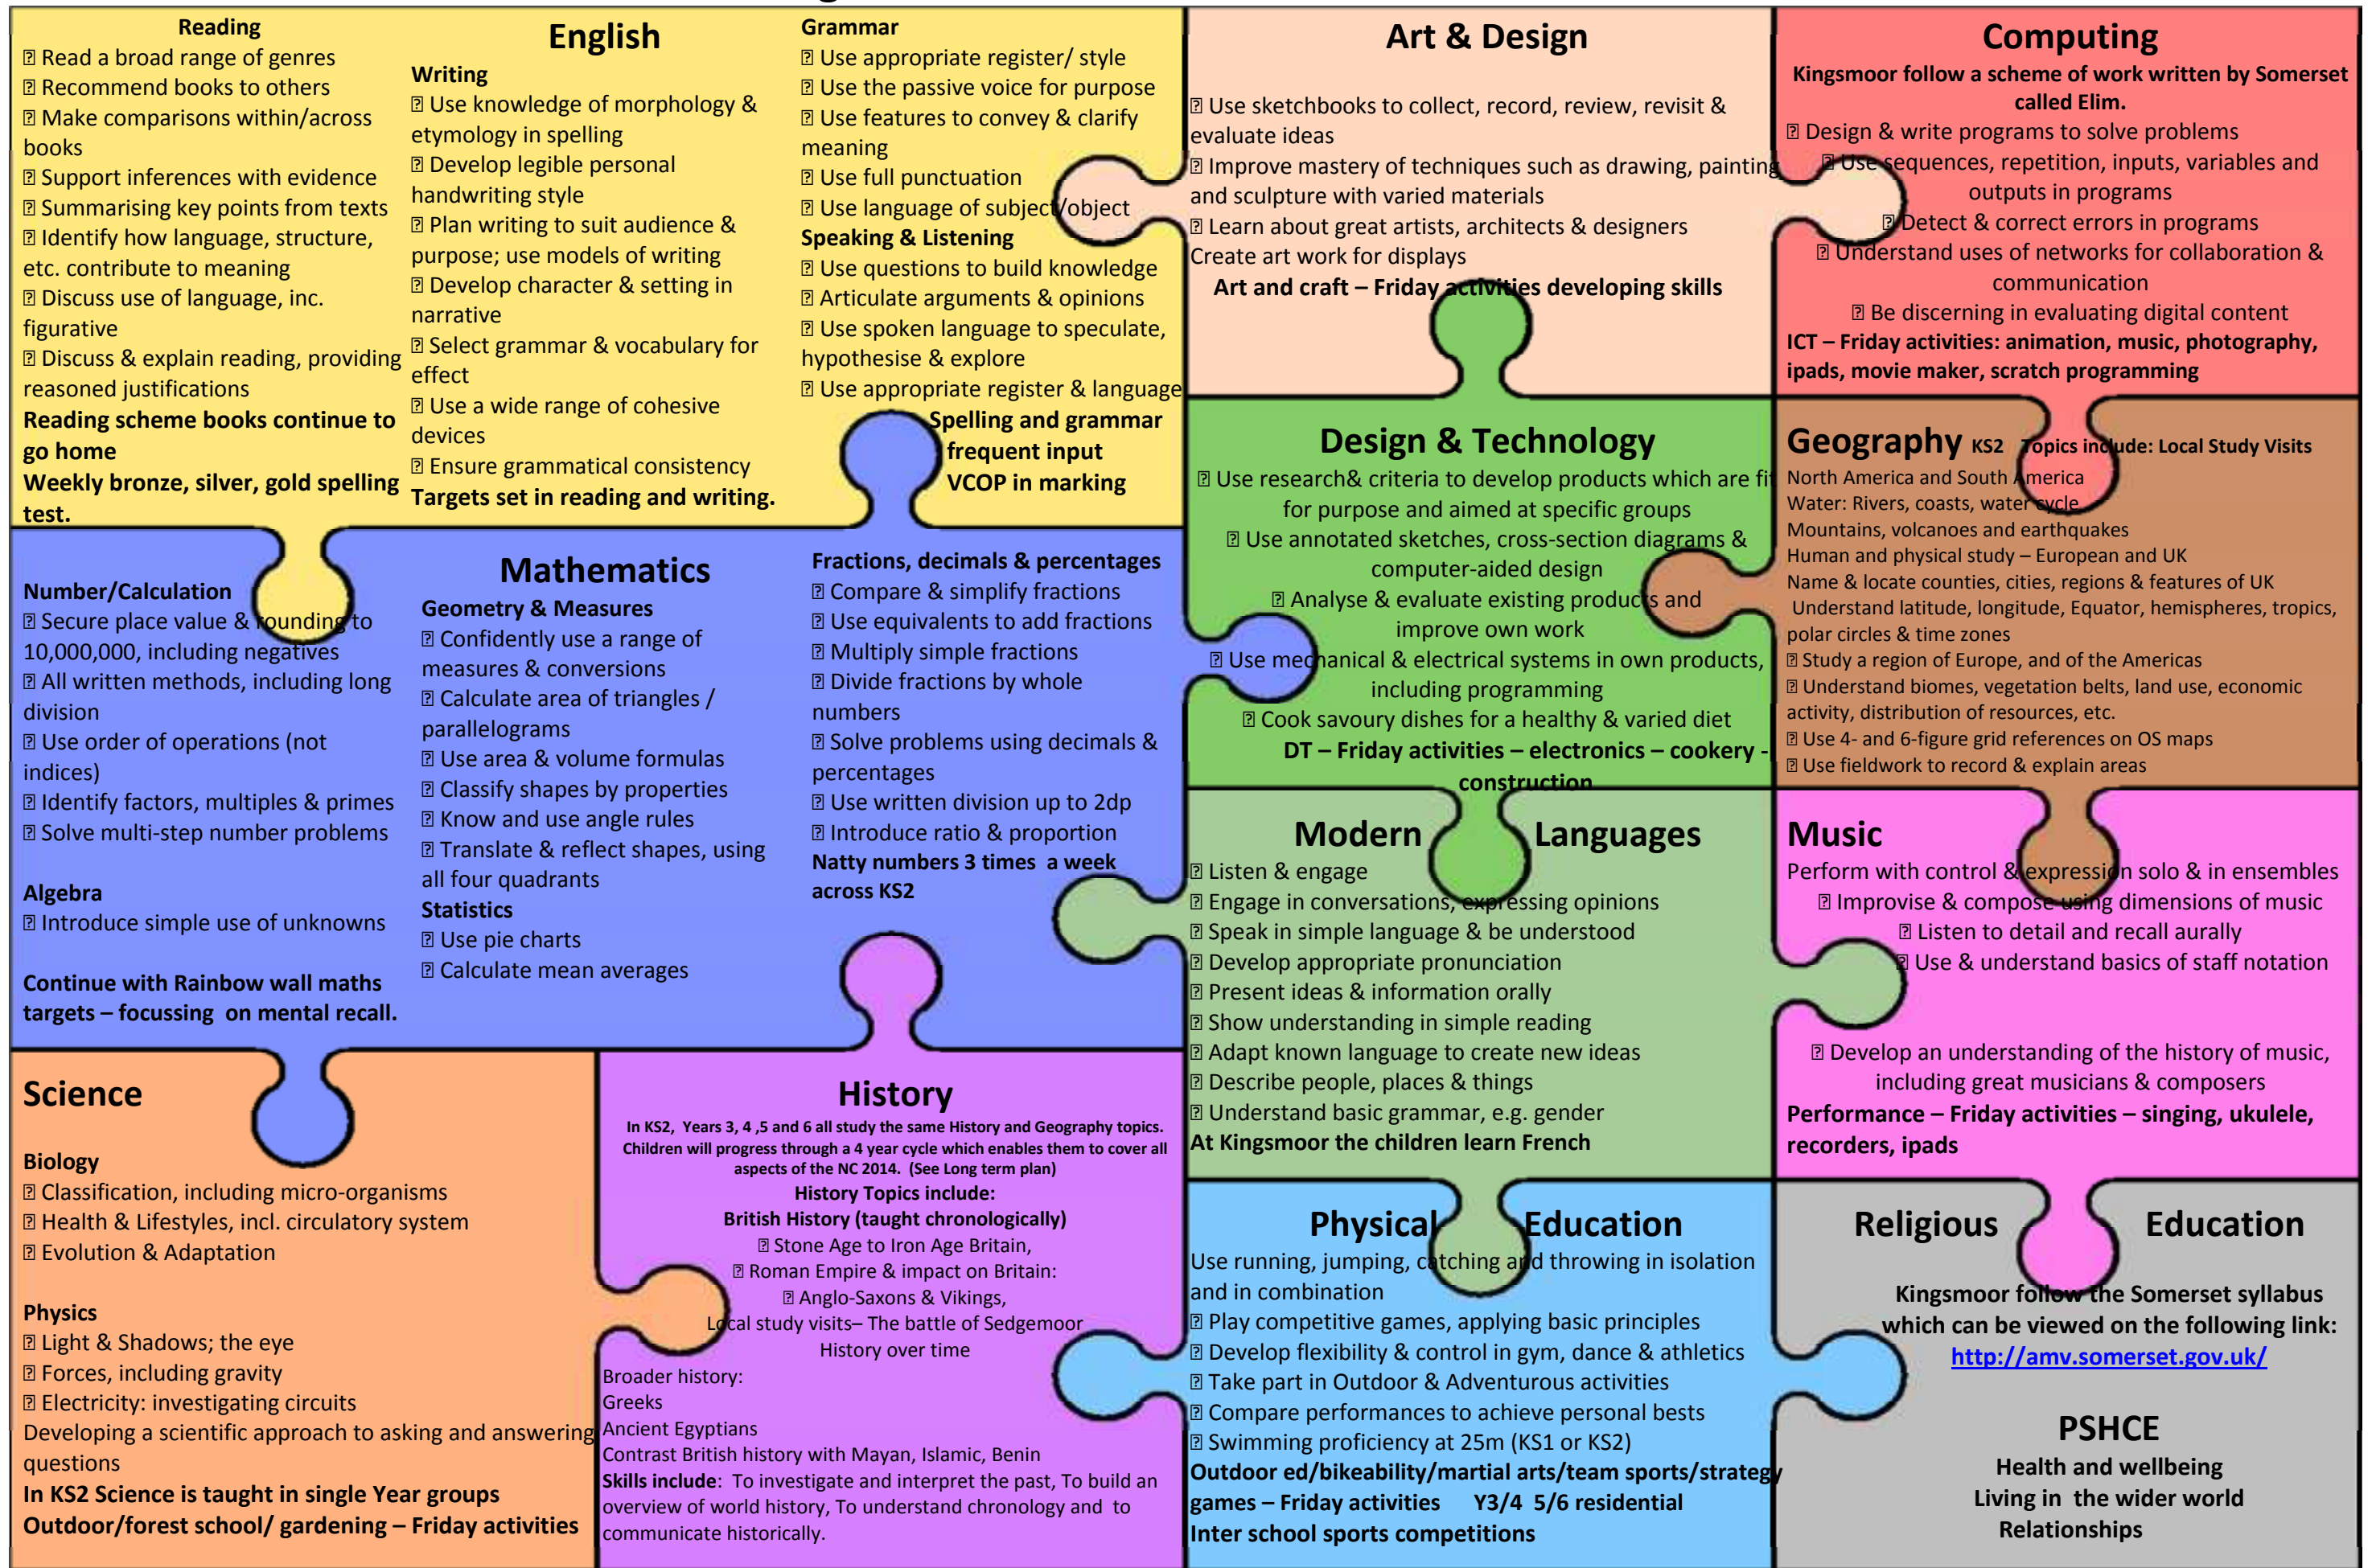 Reading
⍰ Read a broad range of genres
⍰ Recommend books to others
⍰ Make comparisons within/across
books
⍰ Support inferences with evidence
⍰ Summarising key points from texts
⍰ Identify how language, structure,
etc. contribute to meaning
⍰ Discuss use of language, inc.
figurative
⍰ Discuss & explain reading, providing
reasoned justifications
Reading scheme books continue to
go home
Weekly bronze, silver, gold spelling
test.
English
Writing
⍰ Use knowledge of morphology &
etymology in spelling
⍰ Develop legible personal
handwriting style
⍰ Plan writing to suit audience &
purpose; use models of writing
⍰ Develop character & setting in
narrative
⍰ Select grammar & vocabulary for
effect
⍰ Use a wide range of cohesive
devices
⍰ Ensure grammatical consistency
Targets set in reading and writing.
Grammar
⍰ Use appropriate register/ style
⍰ Use the passive voice for purpose
⍰ Use features to convey & clarify
meaning
⍰ Use full punctuation
⍰ Use language of subject/object
Speaking & Listening
⍰ Use questions to build knowledge
⍰ Articulate arguments & opinions
⍰ Use spoken language to speculate,
hypothesise & explore
⍰ Use appropriate register & language
Spelling and grammar
frequent input
VCOP in marking
Art & Design
⍰ Use sketchbooks to collect, record, review, revisit &
evaluate ideas
⍰ Improve mastery of techniques such as drawing, painting
and sculpture with varied materials
⍰ Learn about great artists, architects & designers
Create art work for displays
Art and craft – Friday activities developing skills
Computing
Kingsmoor follow a scheme of work written by Somerset
called Elim.
⍰ Design & write programs to solve problems
⍰ Use sequences, repetition, inputs, variables and
outputs in programs
⍰ Detect & correct errors in programs
⍰ Understand uses of networks for collaboration &
communication
⍰ Be discerning in evaluating digital content
ICT – Friday activities: animation, music, photography,
ipads, movie maker, scratch programming
Number/Calculation
⍰ Secure place value & rounding to
10,000,000, including negatives
⍰ All written methods, including long
division
⍰ Use order of operations (not
indices)
⍰ Identify factors, multiples & primes
⍰ Solve multi-step number problems
Algebra
⍰ Introduce simple use of unknowns
Continue with Rainbow wall maths
targets – focussing  on mental recall.
Mathematics
Geometry & Measures
⍰ Confidently use a range of
measures & conversions
⍰ Calculate area of triangles /
parallelograms
⍰ Use area & volume formulas
⍰ Classify shapes by properties
⍰ Know and use angle rules
⍰ Translate & reflect shapes, using
all four quadrants
Statistics
⍰ Use pie charts
⍰ Calculate mean averages
Fractions, decimals & percentages
⍰ Compare & simplify fractions
⍰ Use equivalents to add fractions
⍰ Multiply simple fractions
⍰ Divide fractions by whole
numbers
⍰ Solve problems using decimals &
percentages
⍰ Use written division up to 2dp
⍰ Introduce ratio & proportion
Natty numbers 3 times  a week
across KS2
Design & Technology
⍰ Use research& criteria to develop products which are fit
for purpose and aimed at specific groups
⍰ Use annotated sketches, cross-section diagrams &
computer-aided design
⍰ Analyse & evaluate existing products and
improve own work
⍰ Use mechanical & electrical systems in own products,
including programming
⍰ Cook savoury dishes for a healthy & varied diet
DT – Friday activities – electronics – cookery -
construction
Geography KS2   Topics include: Local Study Visits
North America and South America
Water: Rivers, coasts, water cycle
Mountains, volcanoes and earthquakes
Human and physical study – European and UK
Name & locate counties, cities, regions & features of UK
Understand latitude, longitude, Equator, hemispheres, tropics,
polar circles & time zones
⍰ Study a region of Europe, and of the Americas
⍰ Understand biomes, vegetation belts, land use, economic
activity, distribution of resources, etc.
⍰ Use 4- and 6-figure grid references on OS maps
⍰ Use fieldwork to record & explain areas
Modern Languages
⍰ Listen & engage
⍰ Engage in conversations, expressing opinions
⍰ Speak in simple language & be understood
⍰ Develop appropriate pronunciation
⍰ Present ideas & information orally
⍰ Show understanding in simple reading
⍰ Adapt known language to create new ideas
⍰ Describe people, places & things
⍰ Understand basic grammar, e.g. gender
At Kingsmoor the children learn French
Music
Perform with control & expression solo & in ensembles
⍰ Improvise & compose using dimensions of music
⍰ Listen to detail and recall aurally
⍰ Use & understand basics of staff notation
⍰ Develop an understanding of the history of music,
including great musicians & composers
Performance – Friday activities – singing, ukulele,
recorders, ipads
Science
Biology
⍰ Classification, including micro-organisms
⍰ Health & Lifestyles, incl. circulatory system
⍰ Evolution & Adaptation
Physics
⍰ Light & Shadows; the eye
⍰ Forces, including gravity
⍰ Electricity: investigating circuits
Developing a scientific approach to asking and answering
questions
In KS2 Science is taught in single Year groups
Outdoor/forest school/ gardening – Friday activities
History
In KS2,  Years 3, 4 ,5 and 6 all study the same History and Geography topics.
Children will progress through a 4 year cycle which enables them to cover all
aspects of the NC 2014.  (See Long term plan)
History Topics include:
British History (taught chronologically)
⍰ Stone Age to Iron Age Britain,
⍰ Roman Empire & impact on Britain:
⍰ Anglo-Saxons & Vikings,
Local study visits– The battle of Sedgemoor
History over time
Broader history:
Greeks
Ancient Egyptians
Contrast British history with Mayan, Islamic, Benin
Skills include:  To investigate and interpret the past, To build an
overview of world history, To understand chronology and  to
communicate historically.
Physical Education
Use running, jumping, catching and throwing in isolation
and in combination
⍰ Play competitive games, applying basic principles
⍰ Develop flexibility & control in gym, dance & athletics
⍰ Take part in Outdoor & Adventurous activities
⍰ Compare performances to achieve personal bests
⍰ Swimming proficiency at 25m (KS1 or KS2)
Outdoor ed/bikeability/martial arts/team sports/strategy
games – Friday activities     Y3/4  5/6 residential
Inter school sports competitions
Religious Education
Kingsmoor follow the Somerset syllabus
which can be viewed on the following link:
http://amv.somerset.gov.uk/
PSHCE
Health and wellbeing
Living in  the wider world
Relationships